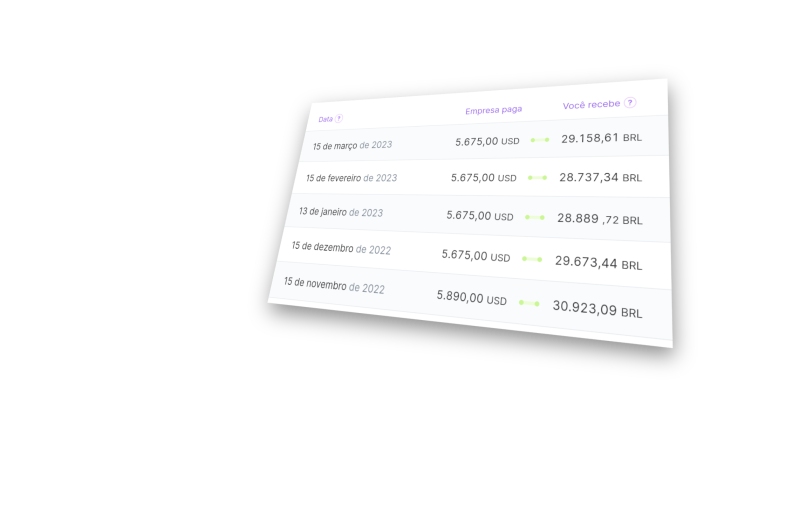 Data ? Empresa paga Você recebe ?
15 de março de 2023 5.675,00 USD 29.158,61 BRL
15 de fevereiro de 2023 5.675,00 USD 28.737,34 BRL
13 de janeiro de 2023 5.675,00 USD 28.889 ,72 BRL
15 de dezembro de 2022 5.675,00 USD 29.673,44 BRL
15 de novembro de 2022 5.890,00 USD 30.923,09 BRL